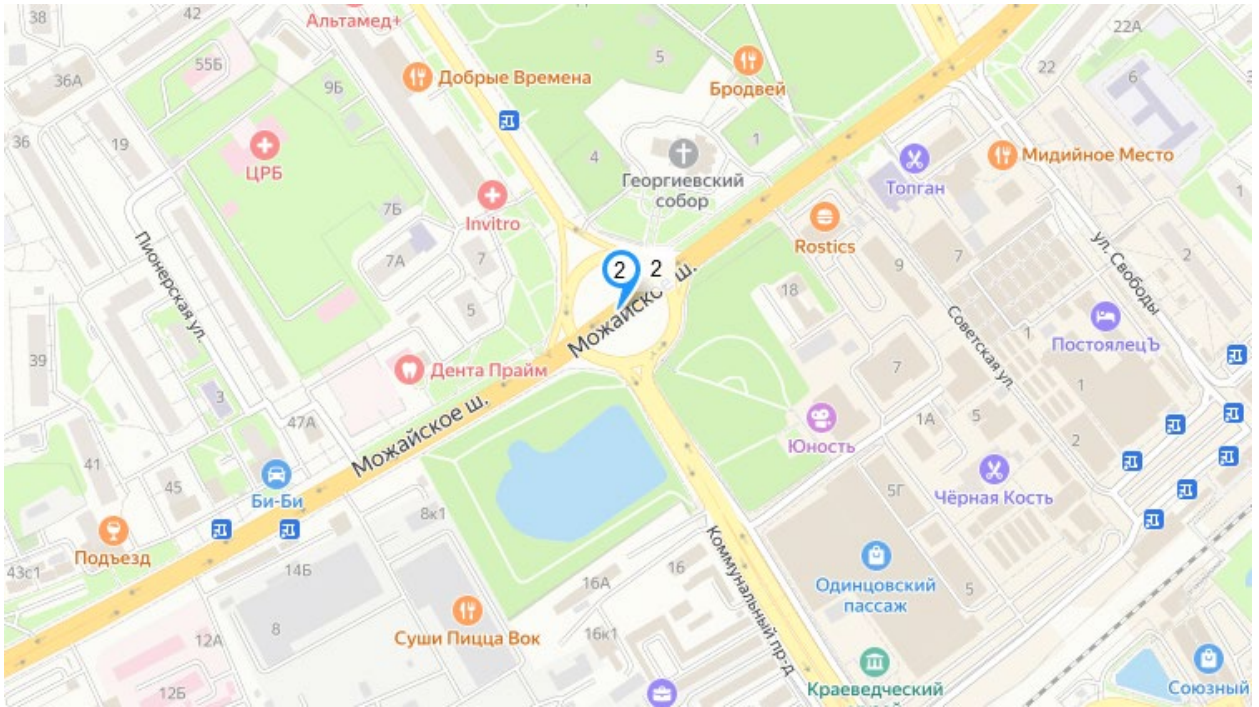 38
42
Альтамед+
22А
36А
55Б
9Б
Добрые Времена
5
Бродвей
22
6
36
19
ЦРБ
4
1
Георгиевский
собор
Топган
Мидийное Место
1
7Б
Invitro
Rostics
7А
7
2
2
Можайское ш.
9
7
ул. Свободы
2
Пионерская ул.
5
18
Советская ул.
1
ПостоялецЪ
39
3
Дента Прайм
7
1
47А
Можайское ш.
Юность
1А
5
2
41
45
Би-Би
8к1
5Г
Чёрная Кость
Подъезд
43с1
14Б
16А
16
Коммунальный пр-д
Одинцовский
пассаж
5
8
12А
Суши Пицца Вок
16к1
12Б
Краеведческий
Союзный